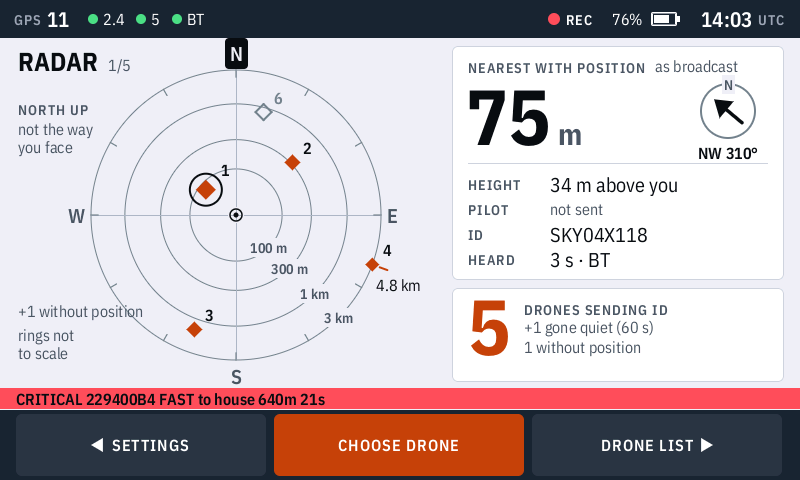 GPS 11 2.4 5 BT REC 76% 14:03 UTC
RADAR 1/5
N
NORTH UP
not the way
you face
6
2
1
W
E
100 m
300 m
1 km
3 km
4
4.8 km
+1 without position
3
rings not
to scale
S
NEAREST WITH POSITION as broadcast
75 m
N
NW 310°
HEIGHT 34 m above you
PILOT not sent
ID SKY04X118
HEARD 3 s · BT
5
DRONES SENDING ID
+1 gone quiet (60 s)
1 without position
CRITICAL 229400B4 FAST to house 640m 21s
◀ SETTINGS
CHOOSE DRONE
DRONE LIST ▶